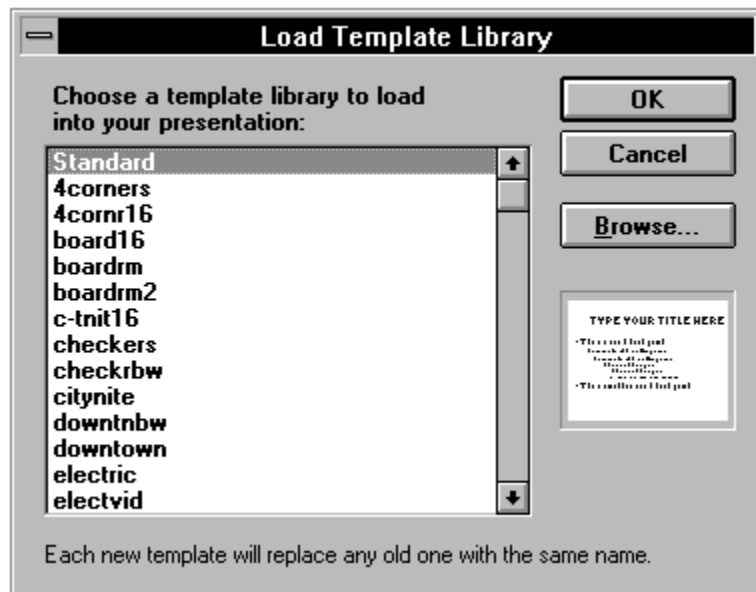 Load Template Library
Choose a template library to load
into your presentation:
Standard
4corners
4cornr16
board16
boardrm
boardrm2
c-tnit16
checkers
checkrbw
citynite
downtnbw
downtown
electric
electvid
OK
Cancel
Browse...
TYPE YOUR TITLE HERE
Each new template will replace any old one with the same name.